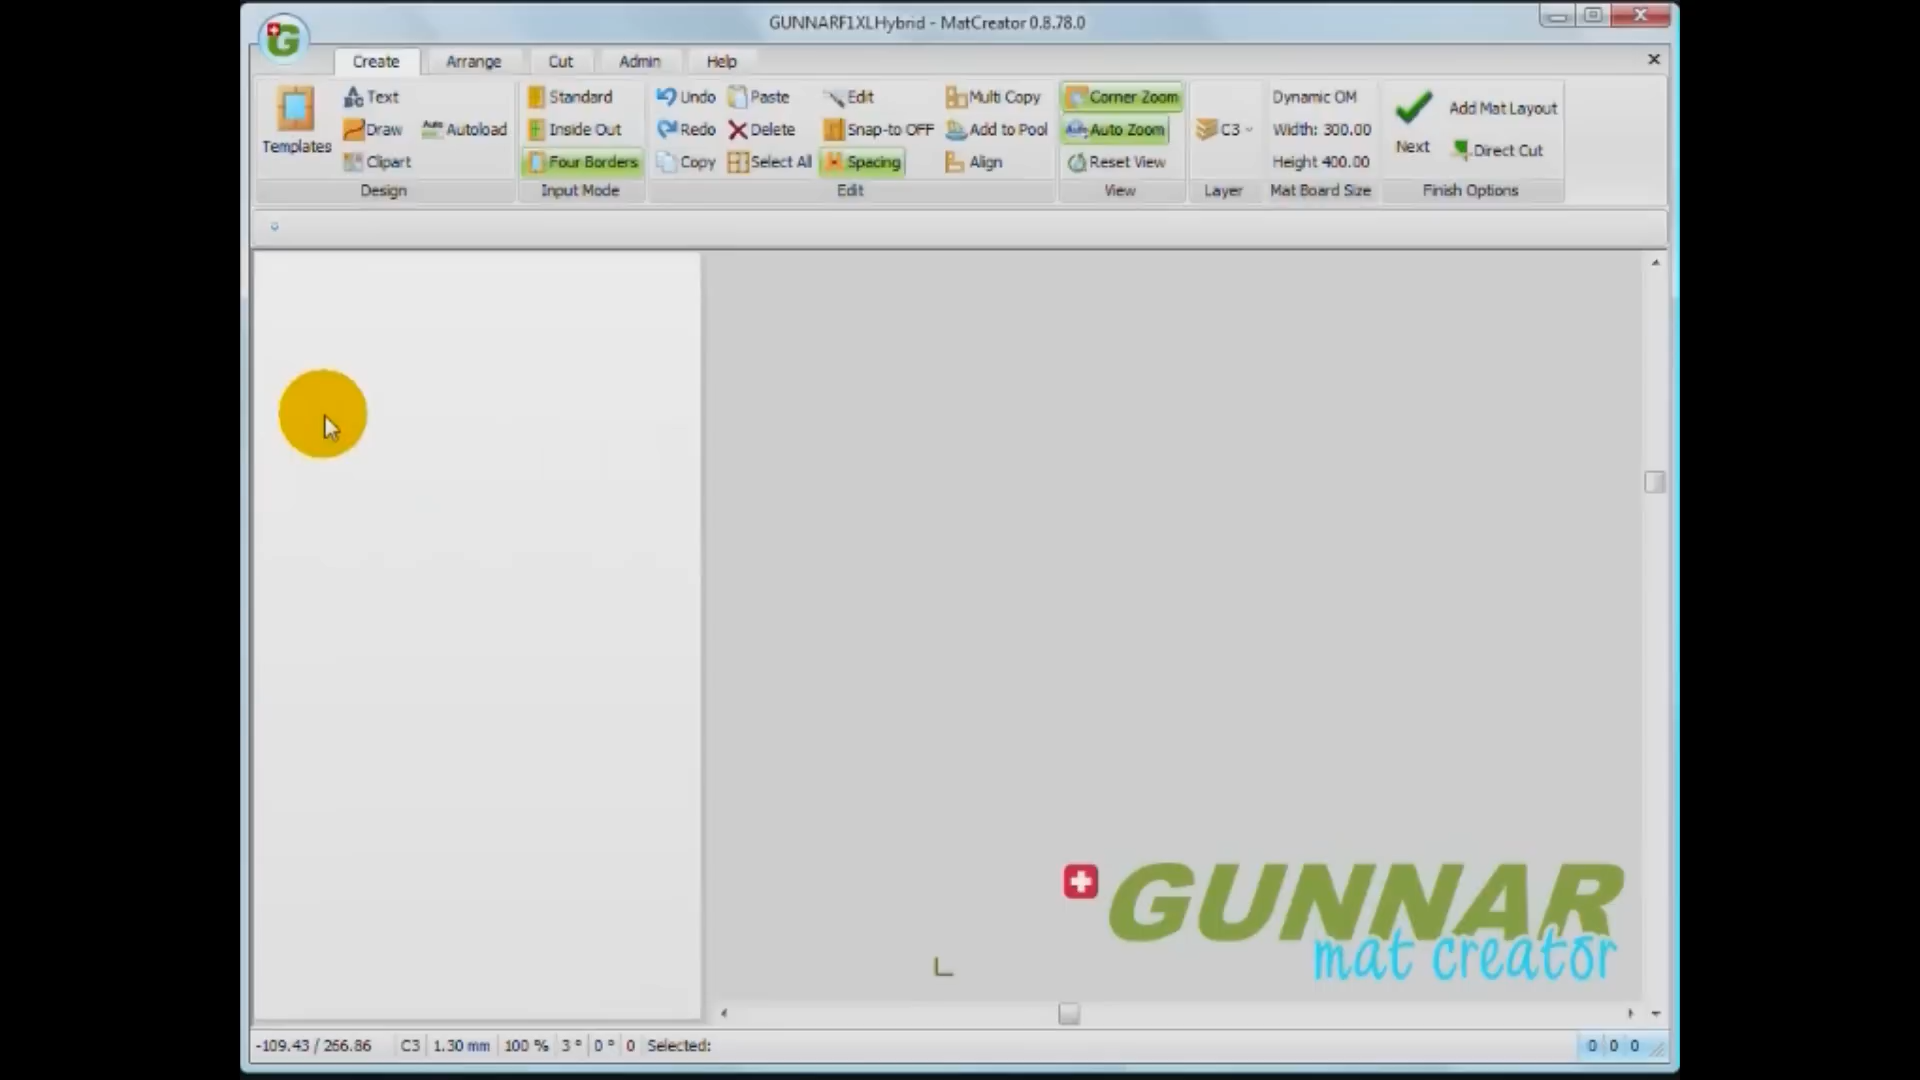 GUNNARF1XLHybrid - MatCreator 0.8.78.0
G
Create Arrange Cut Admin Help
Templates
Text
Draw
Autoload
Clipart
Design
Standard
Inside Out
Four Borders
Input Mode
Undo
Redo
Copy
Paste
Delete
Select All
Edit
Snap-to OFF
Spacing
Multi Copy
Add to Pool
Align
Edit
Corner Zoom
Auto Zoom
Reset View
View
C3
Layer
Dynamic OM
Width: 300.00
Height 400.00
Mat Board Size
Next
Add Mat Layout
Direct Cut
Finish Options
GUNNAR
mat creator
-109.43 / 266.86 C3 1.30 mm 100 % 3 ° 0 ° 0 Selected: 0 0 0